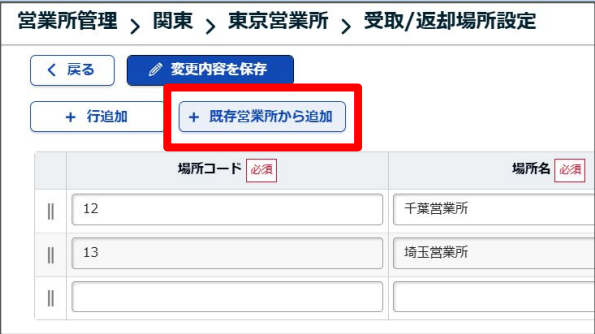 営業所管理 > 関東 > 東京営業所 > 受取/返却場所設定
< 戻る 変更内容を保存
+ 行追加 + 既存営業所から追加
場所コード 必須 場所名 必須
12 千葉営業所
13 埼玉営業所